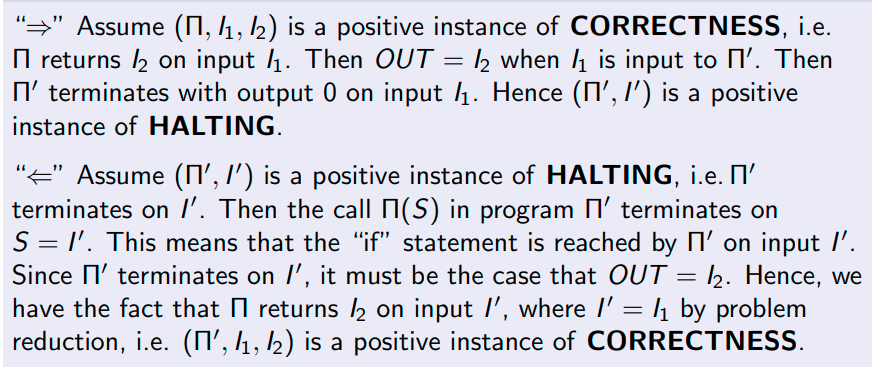 “⇒” Assume (Π, I₁, I₂) is a positive instance of CORRECTNESS, i.e.
Π returns I₂ on input I₁. Then OUT = I₂ when I₁ is input to Π′. Then
Π′ terminates with output 0 on input I₁. Hence (Π′, I′) is a positive
instance of HALTING.
“⇐” Assume (Π′, I′) is a positive instance of HALTING, i.e. Π′
terminates on I′. Then the call Π(S) in program Π′ terminates on
S = I′. This means that the “if” statement is reached by Π′ on input I′.
Since Π′ terminates on I′, it must be the case that OUT = I₂. Hence, we
have the fact that Π returns I₂ on input I′, where I′ = I₁ by problem
reduction, i.e. (Π′, I₁, I₂) is a positive instance of CORRECTNESS.